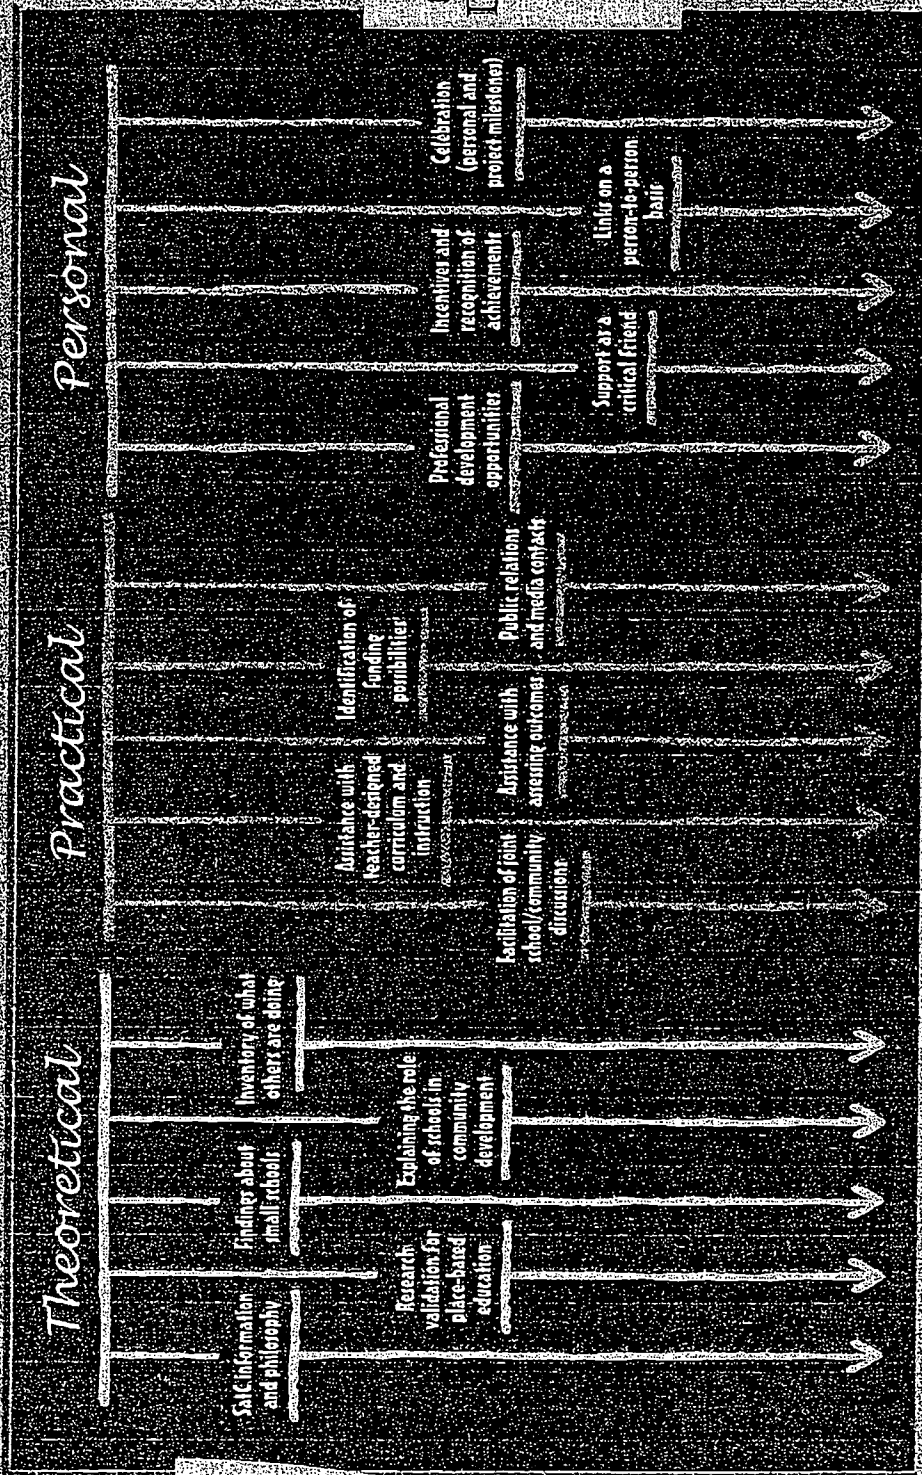 Theoretical
SatC information
and philosophy
Research
validations for
place-based
education
Findings about
small schools
Explaining the role
of schools in
community
development
Inventory of what
others are doing
Practical
Facilitation of joint
school/community
discussions
Assistance with
teacher-designed
curriculum and
instruction
Assistance with
assessing outcomes
Identification of
funding
possibilities
Public relations
and media contacts
Personal
Professional
development
opportunities
Support as a
critical friend
Incentives and
recognition of
achievements
Links on a
person-to-person
basis
Celebration
(personal and
project milestones)